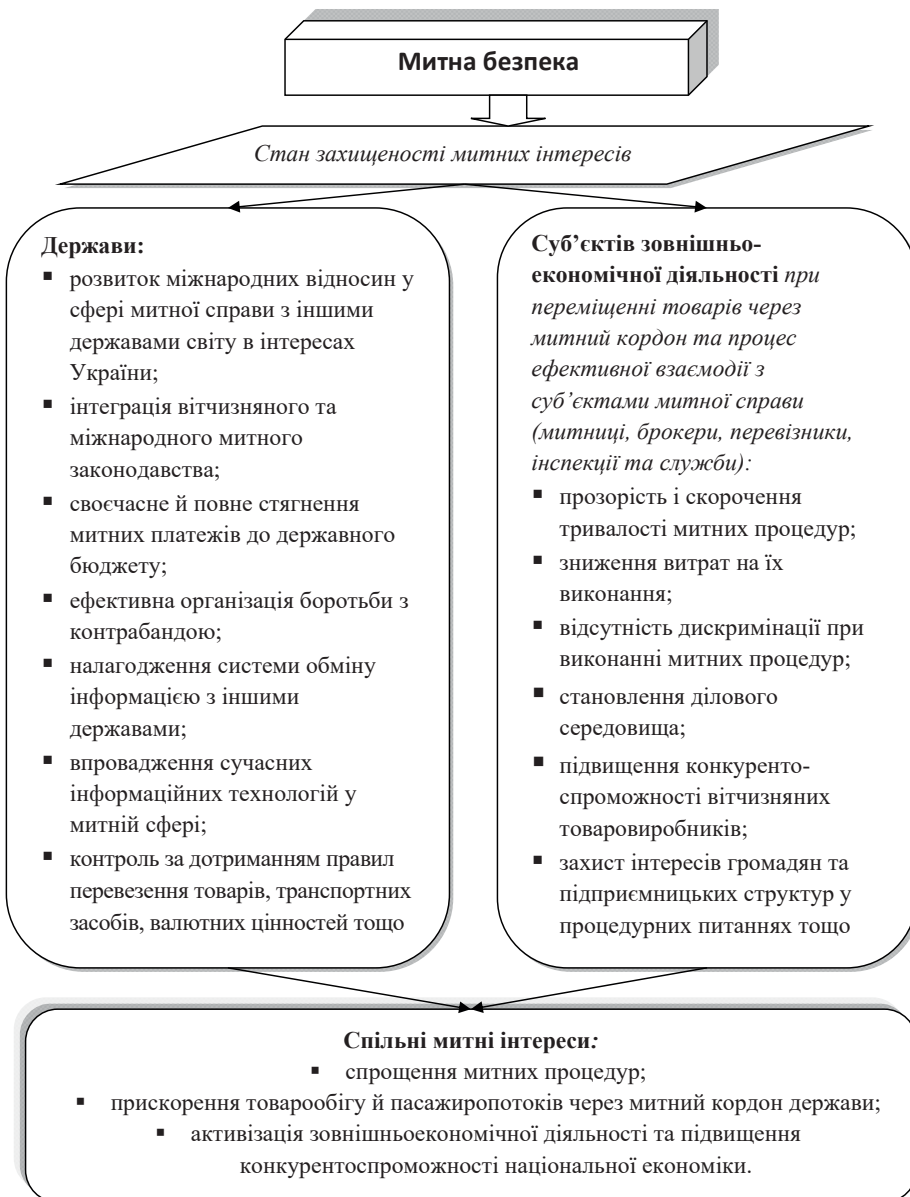 Митна безпека
Стан захищеності митних інтересів
Держави:
▪ розвиток міжнародних відносин у
сфері митної справи з іншими
державами світу в інтересах
України;
▪ інтеграція вітчизняного та
міжнародного митного
законодавства;
▪ своєчасне й повне стягнення
митних платежів до державного
бюджету;
▪ ефективна організація боротьби з
контрабандою;
▪ налагодження системи обміну
інформацією з іншими
державами;
▪ впровадження сучасних
інформаційних технологій у
митній сфері;
▪ контроль за дотриманням правил
перевезення товарів, транспортних
засобів, валютних цінностей тощо
Суб’єктів зовнішньо-
економічної діяльності при
переміщенні товарів через
митний кордон та процес
ефективної взаємодії з
суб’єктами митної справи
(митниці, брокери, перевізники,
інспекції та служби):
▪ прозорість і скорочення
тривалості митних процедур;
▪ зниження витрат на їх
виконання;
▪ відсутність дискримінації при
виконанні митних процедур;
▪ становлення ділового
середовища;
▪ підвищення конкуренто-
спроможності вітчизняних
товаровиробників;
▪ захист інтересів громадян та
підприємницьких структур у
процедурних питаннях тощо
Спільні митні інтереси:
▪ спрощення митних процедур;
▪ прискорення товарообігу й пасажиропотоків через митний кордон держави;
▪ активізація зовнішньоекономічної діяльності та підвищення
конкурентоспроможності національної економіки.